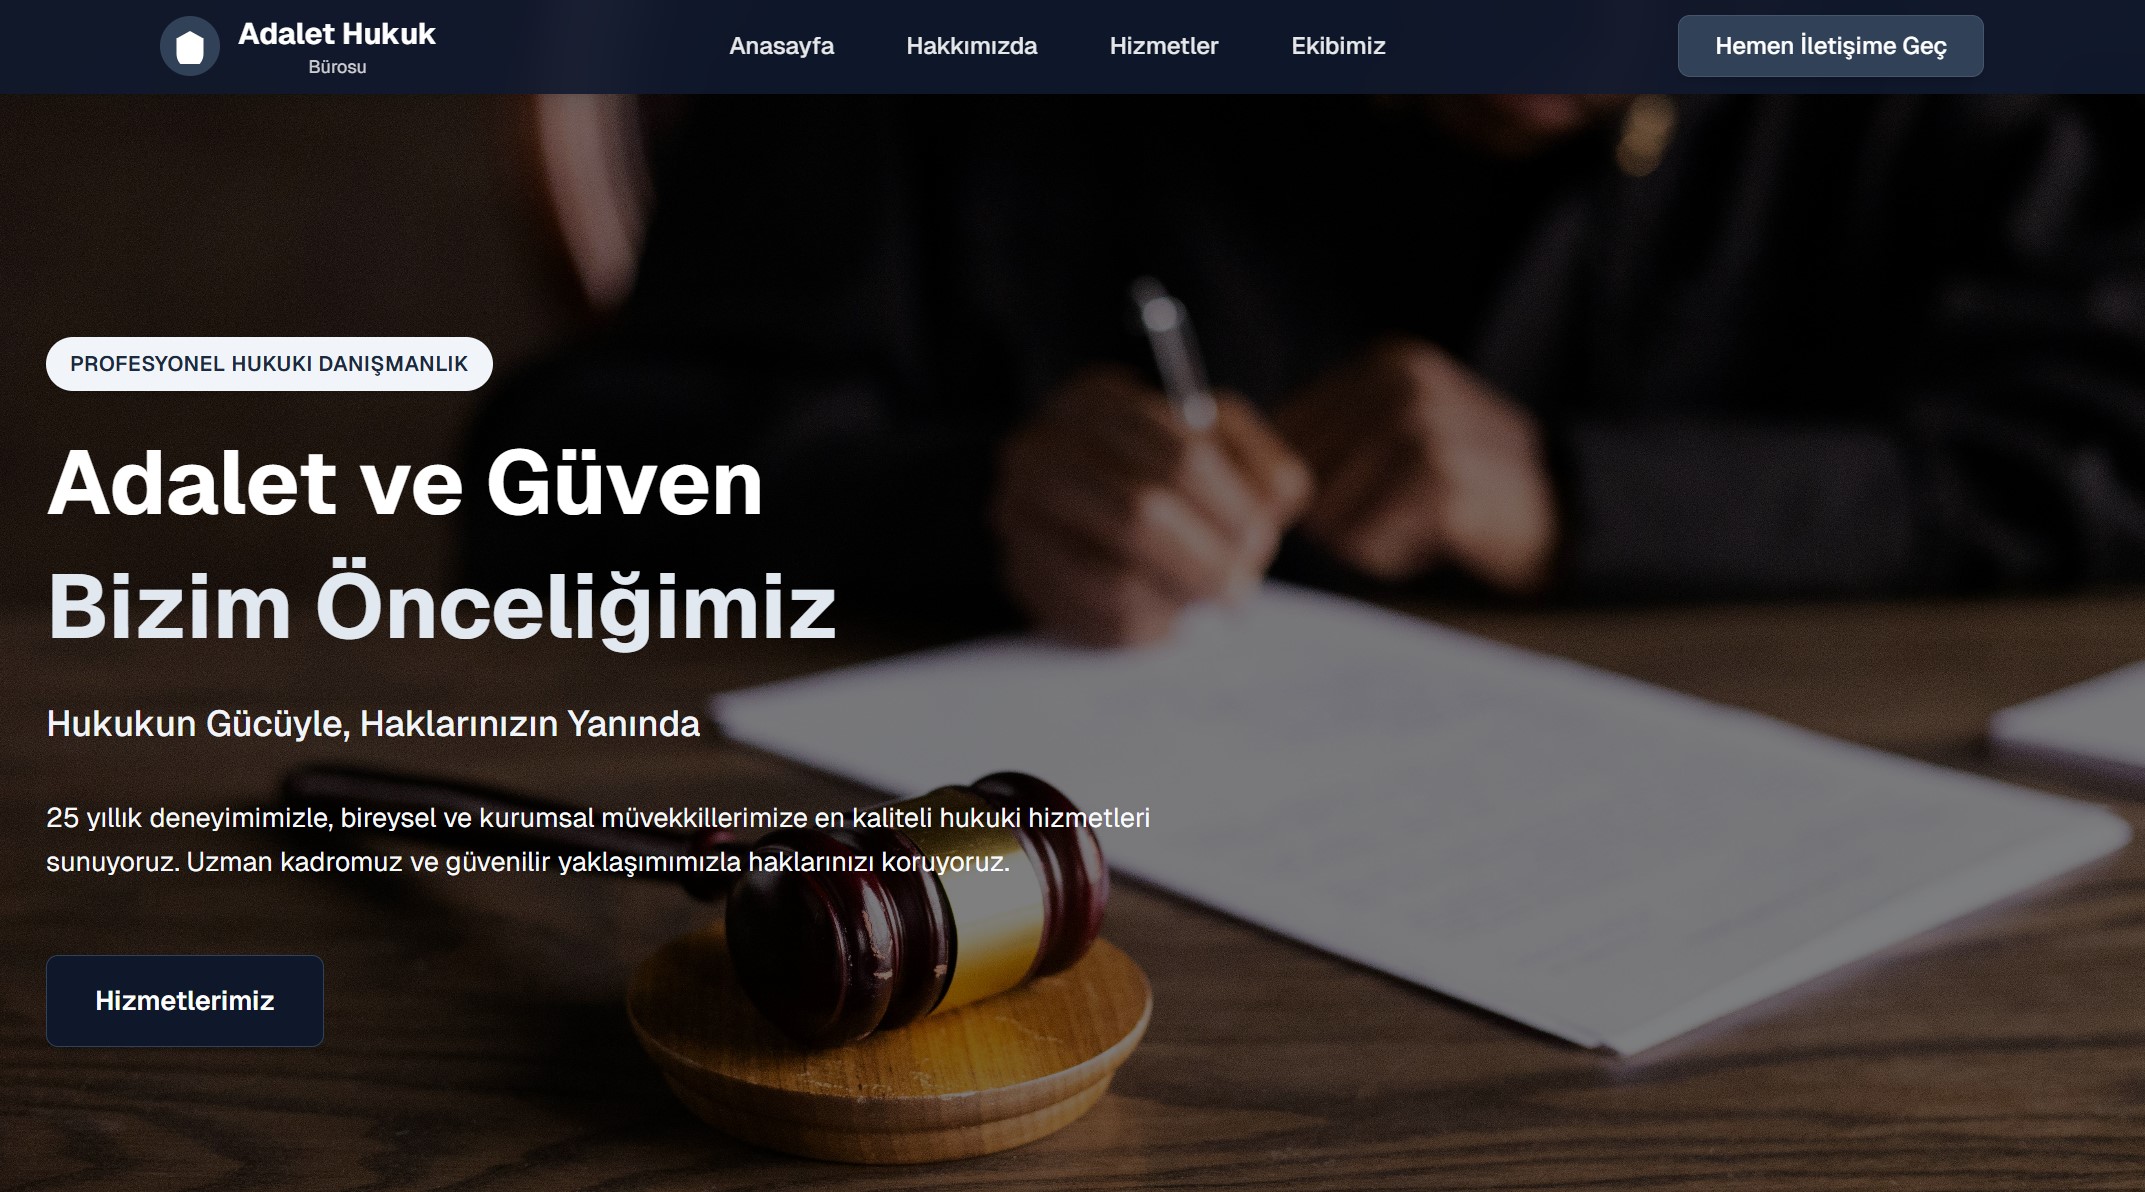 Adalet Hukuk
Bürosu
Anasayfa
Hakkımızda
Hizmetler
Ekibimiz
Hemen İletişime Geç
PROFESYONEL HUKUKI DANIŞMANLIK
Adalet ve Güven
Bizim Önceliğimiz
Hukukun Gücüyle, Haklarınızın Yanında
25 yıllık deneyimimizle, bireysel ve kurumsal müvekkillerimize en kaliteli hukuki hizmetleri
sunuyoruz. Uzman kadromuz ve güvenilir yaklaşımımızla haklarınızı koruyoruz.
Hizmetlerimiz